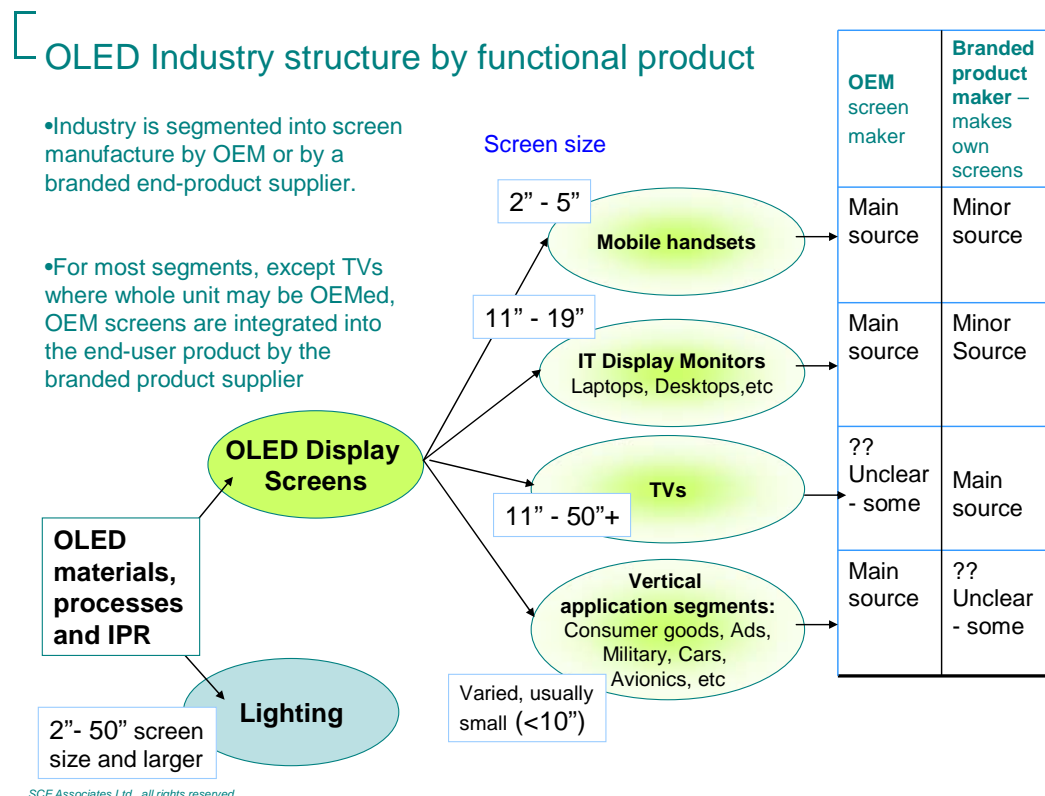 OLED Industry structure by functional product
•Industry is segmented into screen
manufacture by OEM or by a
branded end-product supplier.
•For most segments, except TVs
where whole unit may be OEMed,
OEM screens are integrated into
the end-user product by the
branded product supplier
Screen size
2” - 5”
Mobile handsets
11” - 19”
IT Display Monitors
Laptops, Desktops,etc
OLED Display
Screens
TVs
11” - 50”+
OLED
materials,
processes
and IPR
Vertical
application segments:
Consumer goods, Ads,
Military, Cars,
Avionics, etc
Varied, usually
small (<10”)
Lighting
2”- 50” screen
size and larger
OEM
screen
maker
Branded
product
maker –
makes
own
screens
Main
source
Minor
source
Main
source
Minor
Source
??
Unclear
- some
Main
source
Main
source
??
Unclear
- some
SCF Associates Ltd all rights reserved